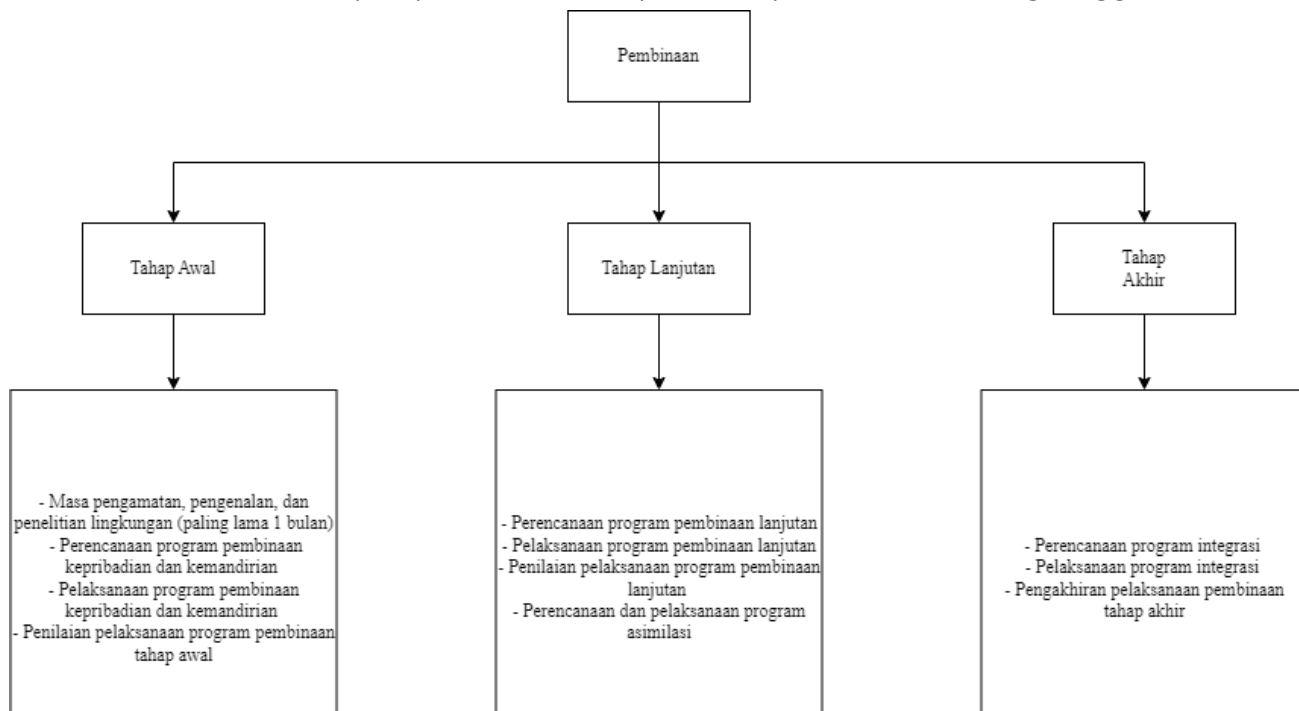 Pembinaan
Tahap Awal
Tahap Lanjutan
Tahap
Akhir
- Masa pengamatan, pengenalan, dan
penelitian lingkungan (paling lama 1 bulan)
- Perencanaan program pembinaan
kepribadian dan kemandirian
- Pelaksanaan program pembinaan
kepribadian dan kemandirian
- Penilaian pelaksanaan program pembinaan
tahap awal
- Perencanaan program pembinaan lanjutan
- Pelaksanaan program pembinaan lanjutan
- Penilaian pelaksanaan program pembinaan
lanjutan
- Perencanaan dan pelaksanaan program
asimilasi
- Perencanaan program integrasi
- Pelaksanaan program integrasi
- Pengakhiran pelaksanaan pembinaan
tahap akhir